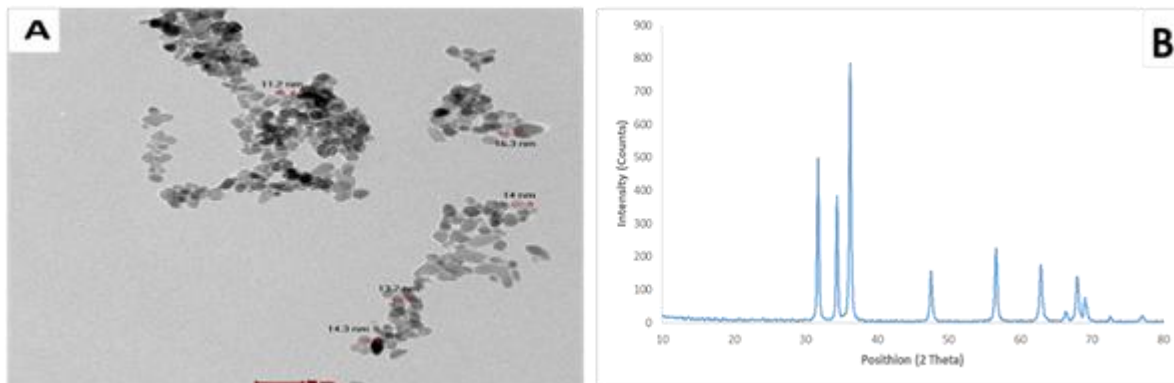 A
11.2 nm
16.3 nm
14 nm
13.7 nm
14.3 nm
B
Intensity (Counts)
900
800
700
600
500
400
300
200
100
0
10 20 30 40 50 60 70 80
Posithion (2 Theta)